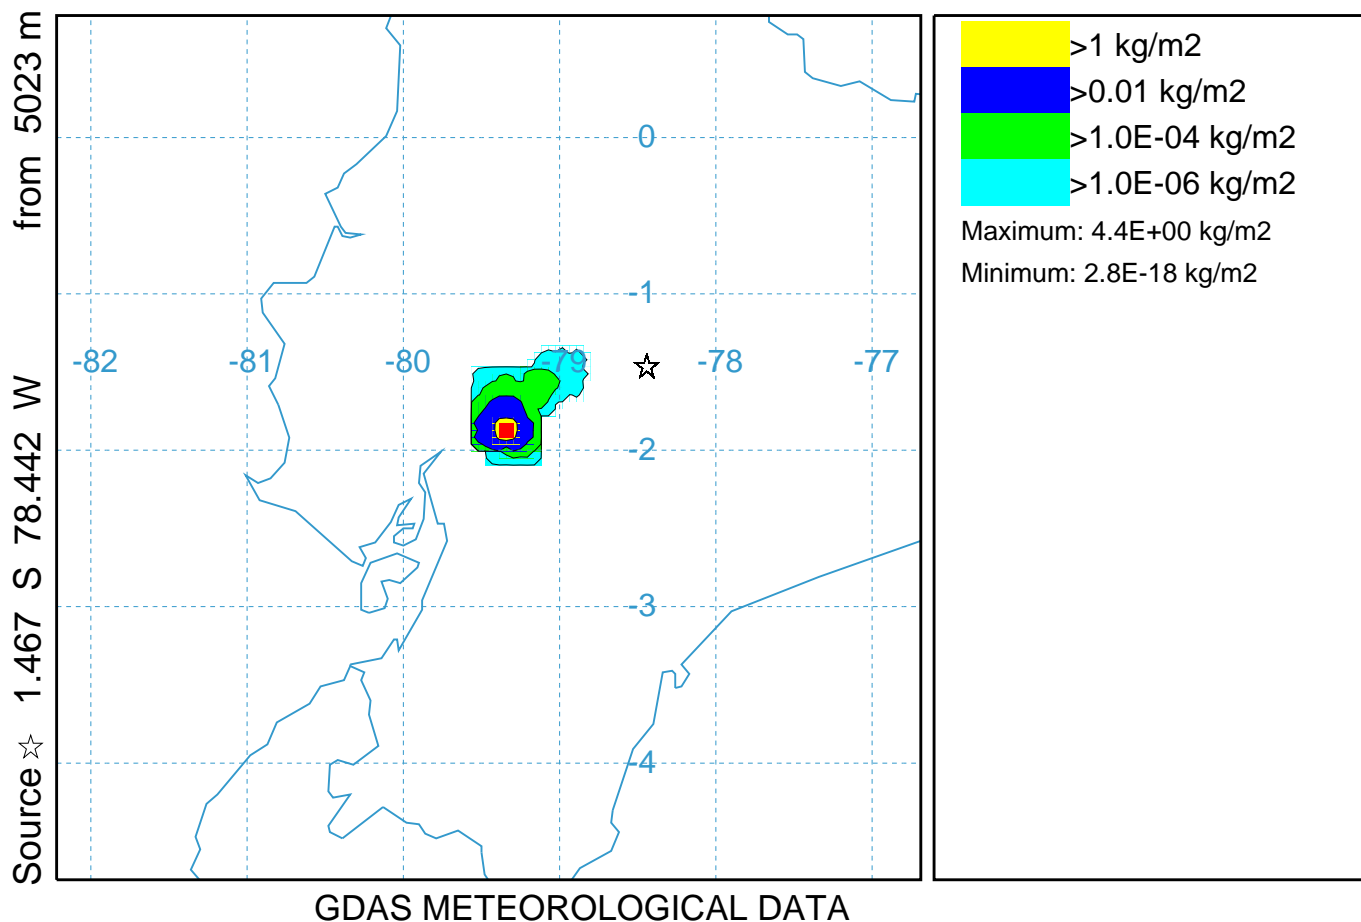 Source ☆ 1.467 S 78.442 W from 5023 m
0
-1
-82 -81 -80 -79 -78 -77
-2
-3
-4
GDAS METEOROLOGICAL DATA
>1 kg/m2
>0.01 kg/m2
>1.0E-04 kg/m2
>1.0E-06 kg/m2
Maximum: 4.4E+00 kg/m2
Minimum: 2.8E-18 kg/m2